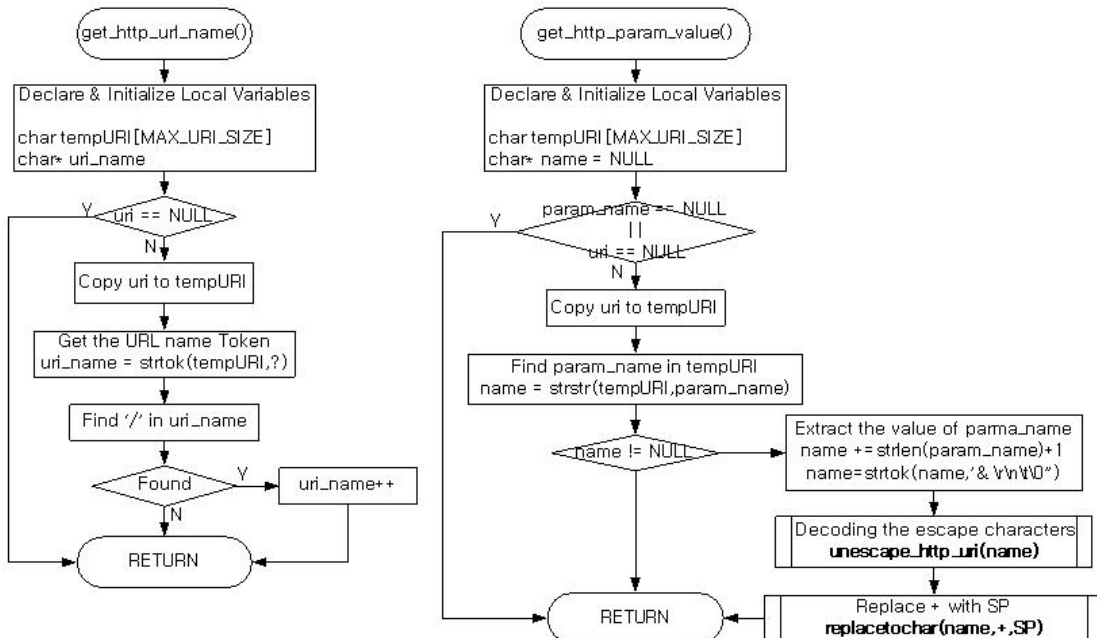 get_http_url_name()
Declare & Initialize Local Variables
char tempURI[MAX_URI_SIZE]
char* uri_name
uri == NULL
Y
N
Copy uri to tempURI
Get the URL name Token
uri_name = strtok(tempURI,?)
Find '/' in uri_name
Found
Y
N
uri_name++
RETURN
get_http_param_value()
Declare & Initialize Local Variables
char tempURI[MAX_URI_SIZE]
char* name = NULL
param_name == NULL
||
uri == NULL
Y
N
Copy uri to tempURI
Find param_name in tempURI
name = strstr(tempURI,param_name)
name != NULL
Extract the value of parma_name
name +=strlen(param_name)+1
name=strtok(name,'& \r\n\t\0")
Decoding the escape characters
unescape_http_uri(name)
Replace + with SP
replacetochar(name,+,SP)
RETURN